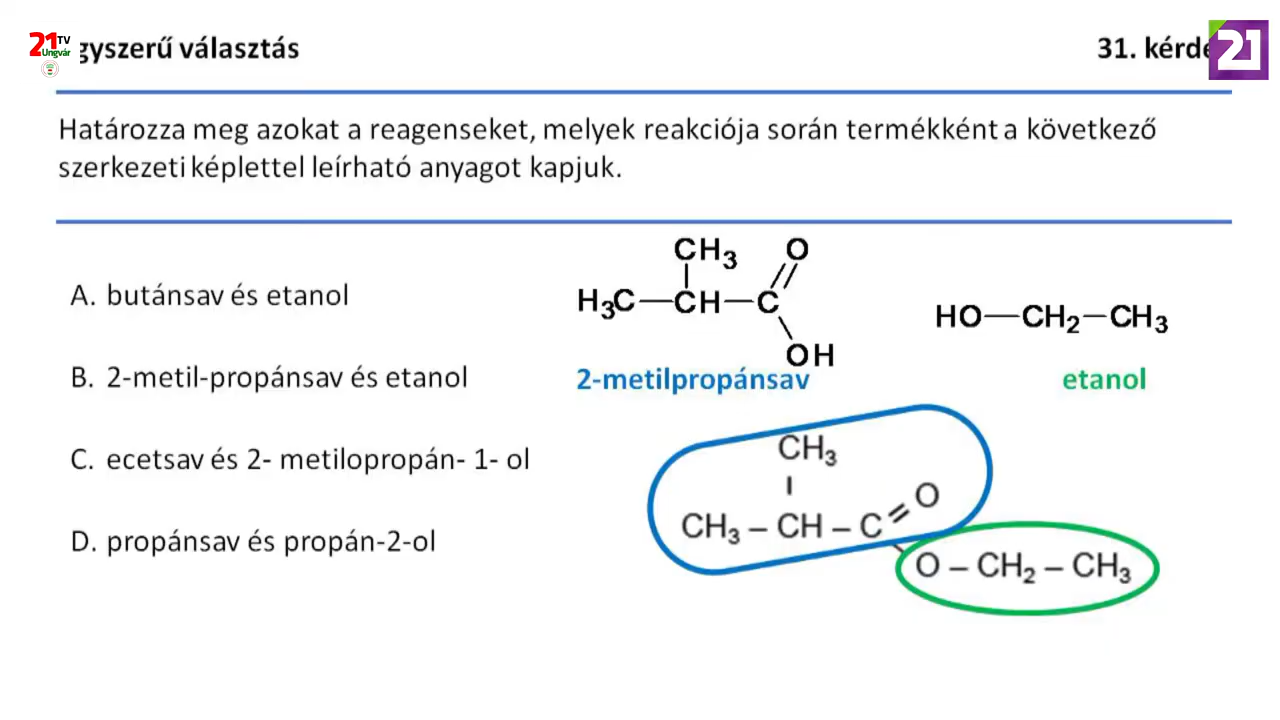 21 TV
Ungvár
gyszerű választás
31. kérdé
21
Határozza meg azokat a reagenseket, melyek reakciója során termékként a következő
szerkezeti képlettel leírható anyagot kapjuk.
A. butánsav és etanol
B. 2-metil-propánsav és etanol
C. ecetsav és 2- metilopropán- 1- ol
D. propánsav és propán-2-ol
CH₃ O
H₃C—CH—C
OH
2-metilpropánsav
HO—CH₂—CH₃
etanol
CH₃
CH₃ – CH – C = O
O – CH₂ – CH₃